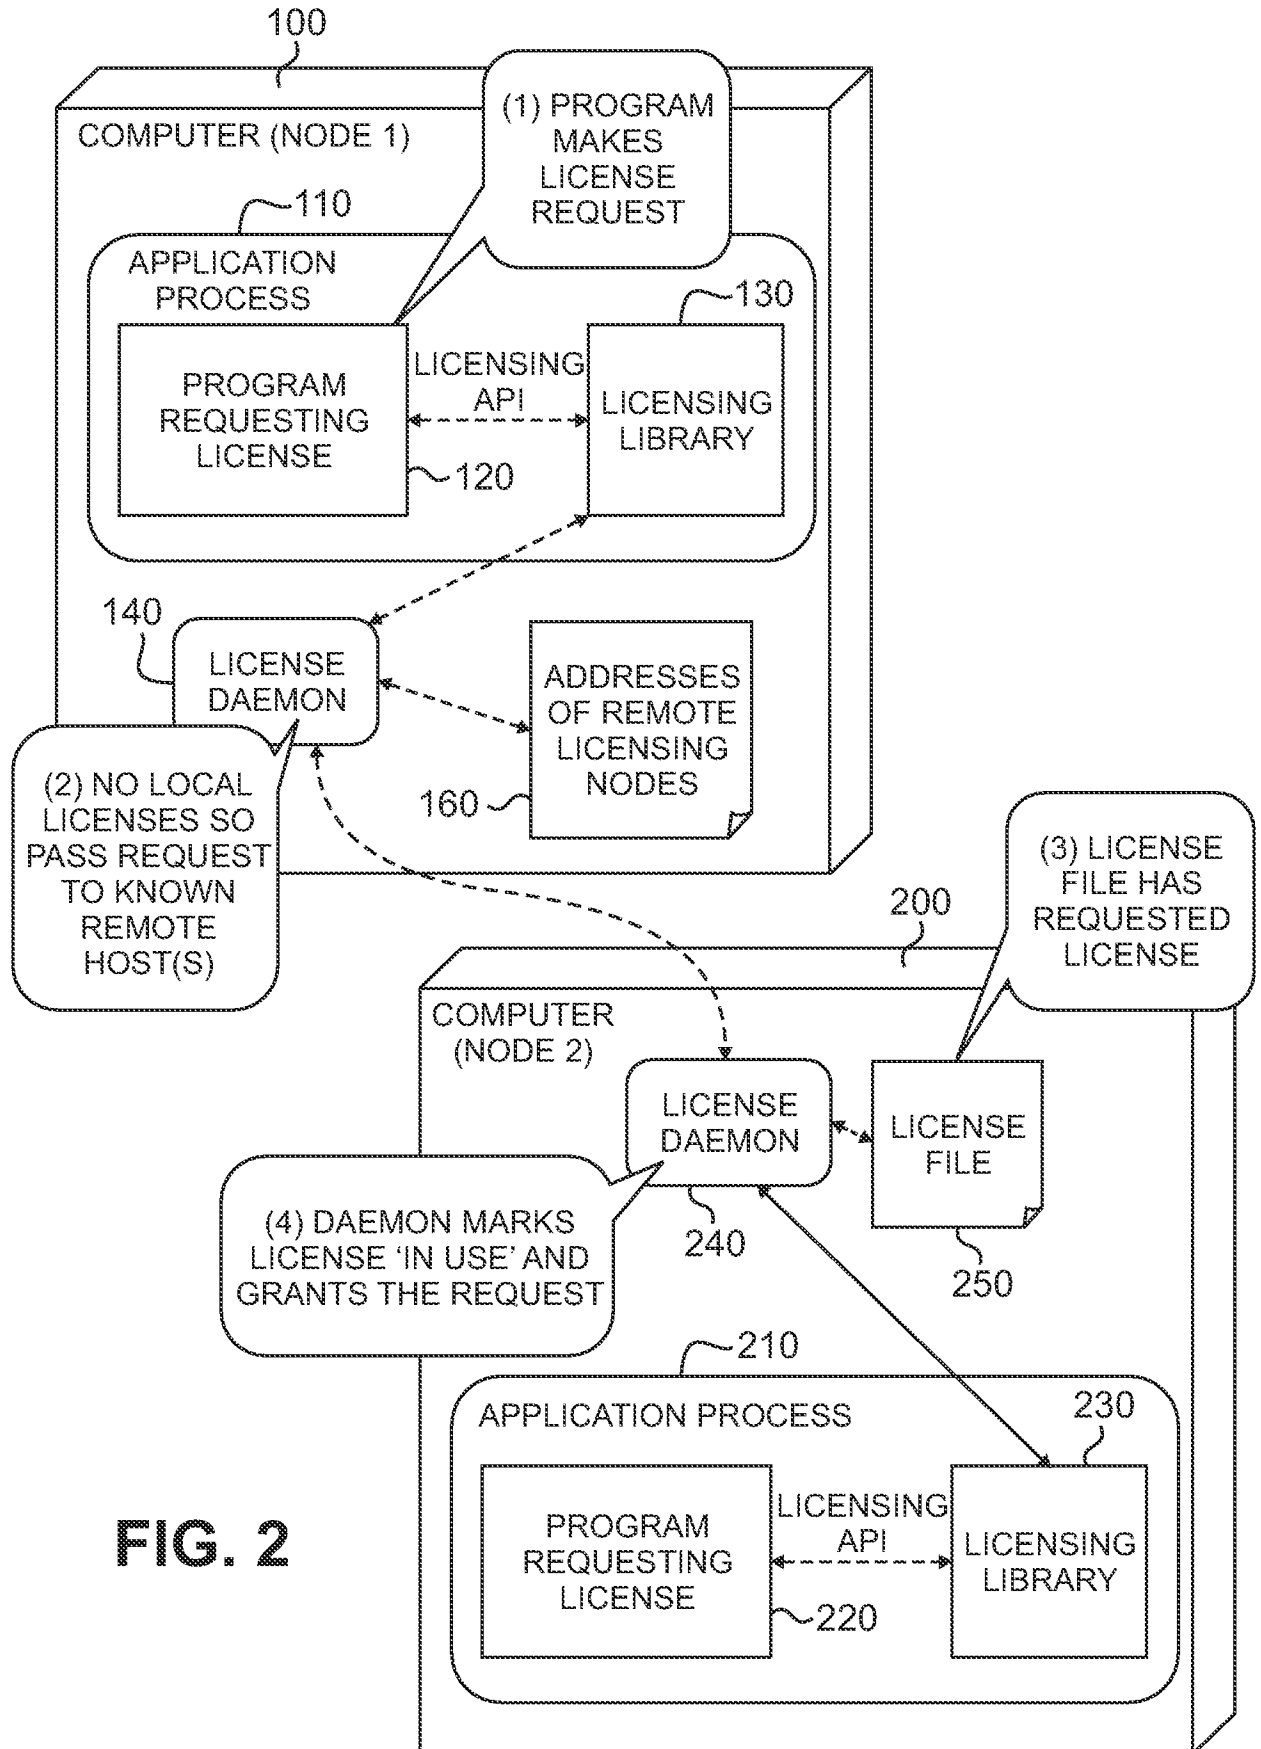 100
COMPUTER (NODE 1)
(1) PROGRAM
MAKES
LICENSE
REQUEST
110
APPLICATION
PROCESS
130
PROGRAM
REQUESTING
LICENSE
LICENSING
API
LICENSING
LIBRARY
120
140
LICENSE
DAEMON
ADDRESSES
OF REMOTE
LICENSING
NODES
160
(2) NO LOCAL
LICENSES SO
PASS REQUEST
TO KNOWN
REMOTE
HOST(S)
(3) LICENSE
FILE HAS
REQUESTED
LICENSE
200
COMPUTER
(NODE 2)
LICENSE
DAEMON
LICENSE
FILE
240
250
(4) DAEMON MARKS
LICENSE ‘IN USE’ AND
GRANTS THE REQUEST
210
APPLICATION PROCESS
230
PROGRAM
REQUESTING
LICENSE
LICENSING
API
LICENSING
LIBRARY
220
FIG. 2